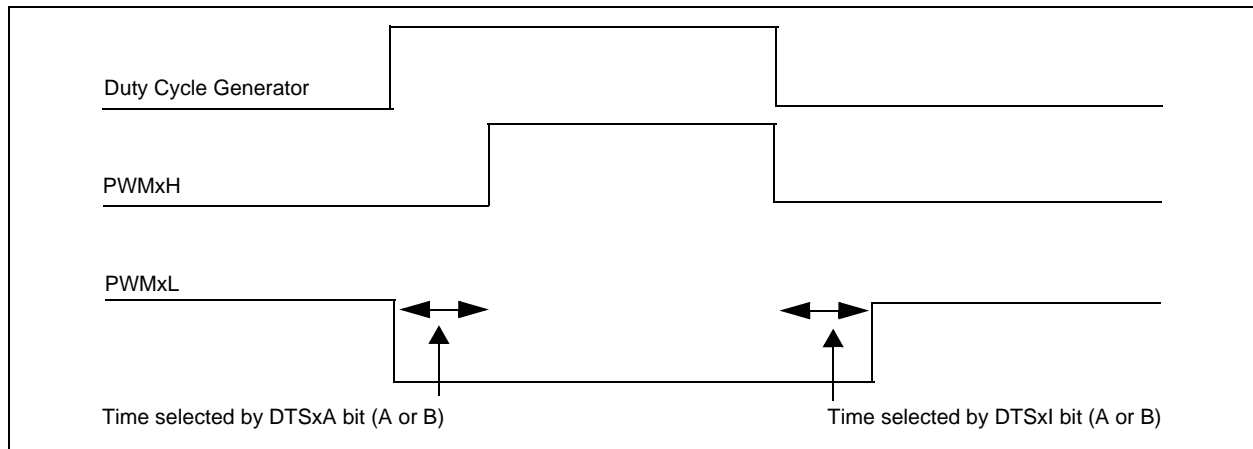 Duty Cycle Generator
PWMxH
PWMxL
Time selected by DTSxA bit (A or B)
Time selected by DTSxI bit (A or B)